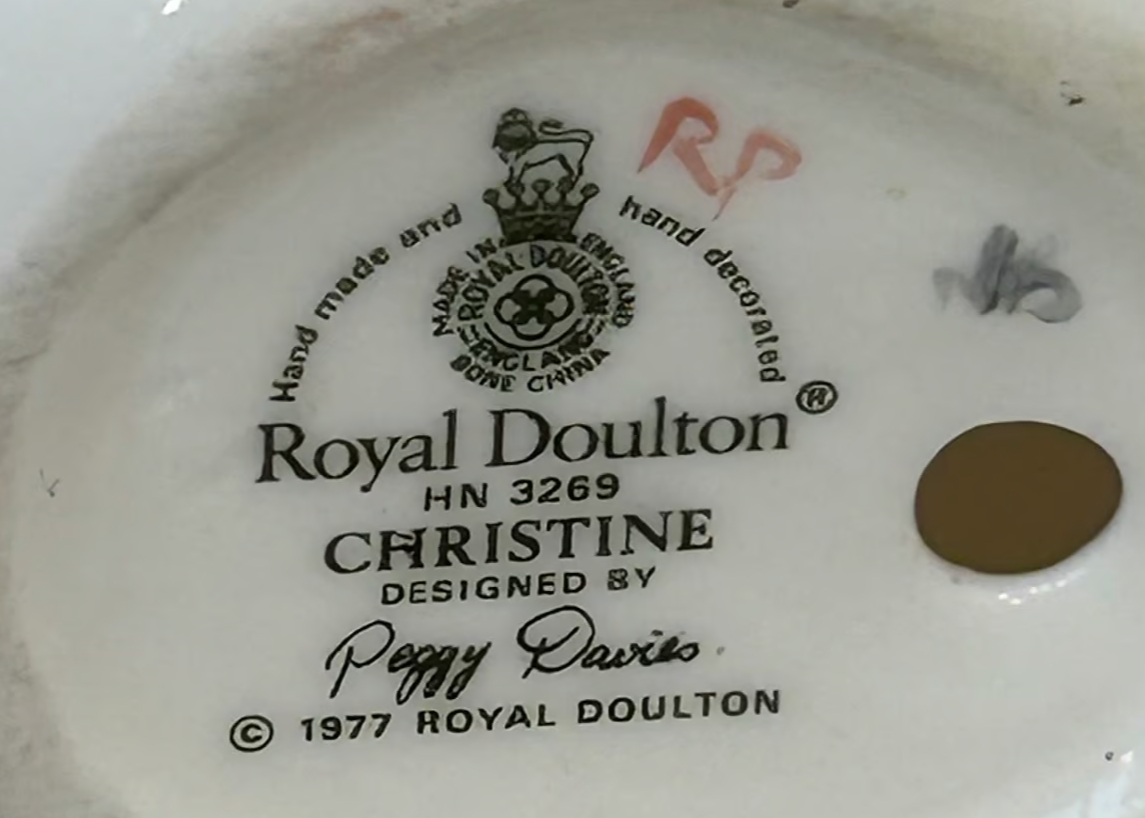 RP
Hand made and hand decorated
MADE IN ENGLAND
ROYAL DOULTON
ENGLAND
BONE CHINA
Royal Doulton®
HN 3269
CHRISTINE
DESIGNED BY
Peggy Davies
© 1977 ROYAL DOULTON